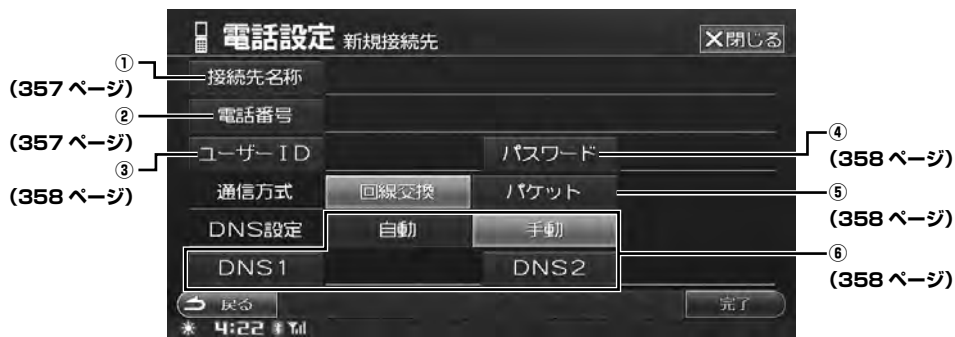 電話設定 新規接続先 ×閉じる
①
(357 ページ)
接続先名称
②
(357 ページ)
電話番号
③
(358 ページ)
ユーザーID パスワード
④
(358 ページ)
通信方式 回線交換 パケット
⑤
(358 ページ)
DNS設定 自動 手動
DNS1 DNS2
⑥
(358 ページ)
戻る 完了
4:22